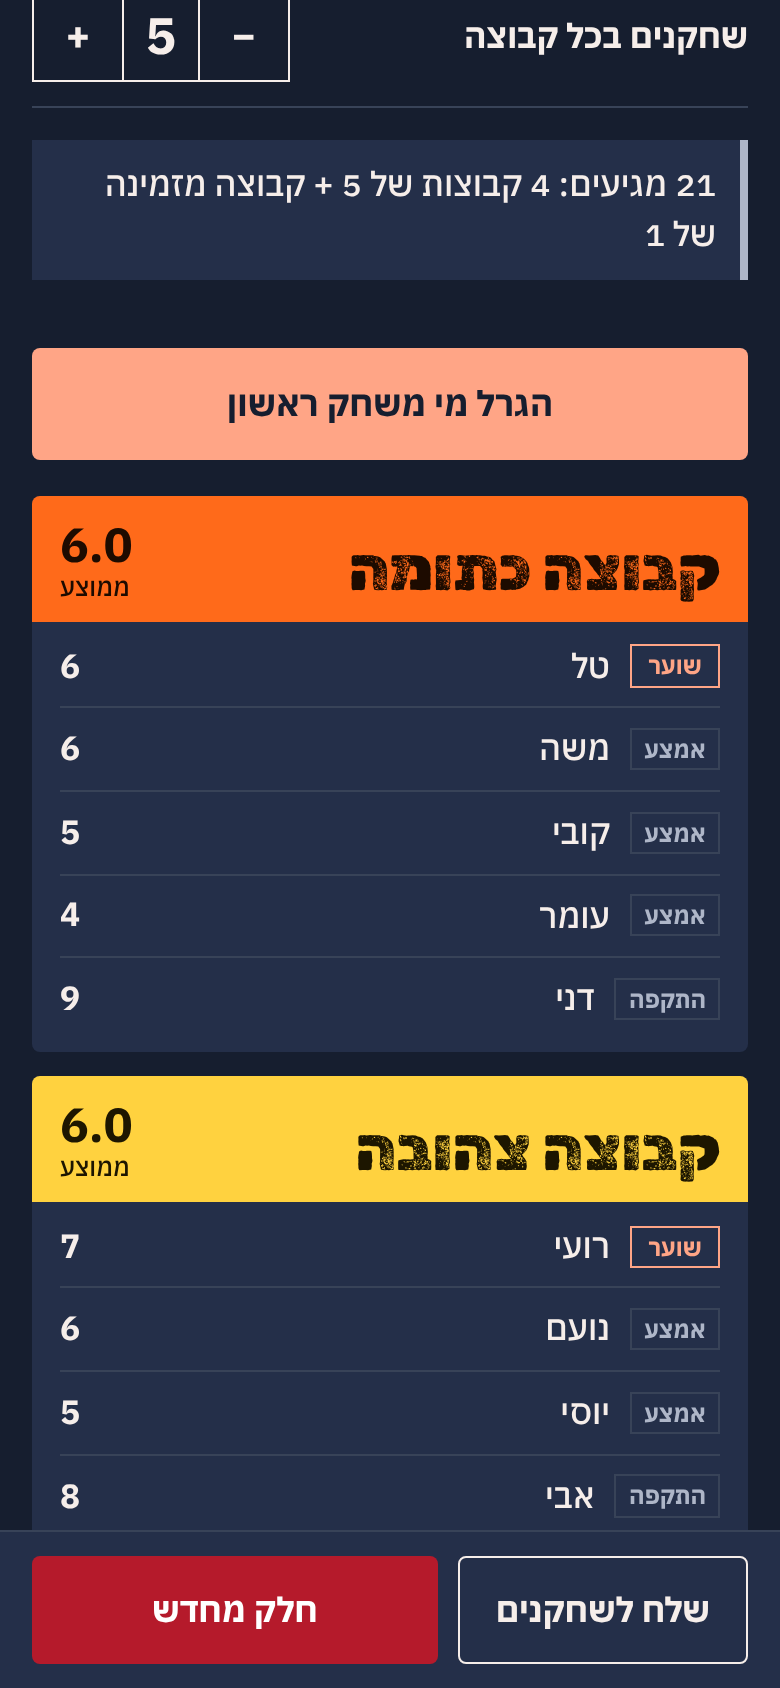 שחקנים בכל קבוצה
− 5 +
21 מגיעים: 4 קבוצות של 5 + קבוצה מזמינה
של 1
הגרל מי משחק ראשון
קבוצה כתומה
6.0
ממוצע
שוער טל 6
אמצע משה 6
אמצע קובי 5
אמצע עומר 4
התקפה דני 9
קבוצה צהובה
6.0
ממוצע
שוער רועי 7
אמצע נועם 6
אמצע יוסי 5
התקפה אבי 8
שלח לשחקנים
חלק מחדש